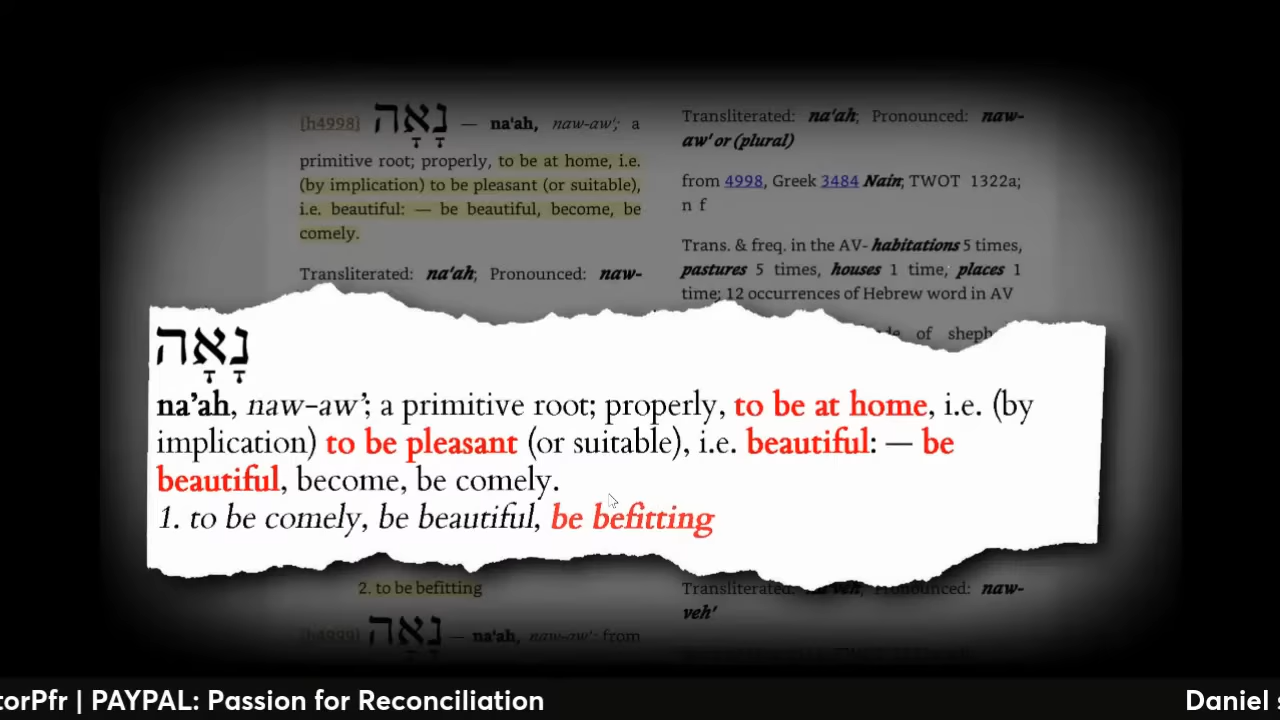 [h4998] נָאָה — na'ah, naw-aw'; a
primitive root; properly, to be at home, i.e.
(by implication) to be pleasant (or suitable),
i.e. beautiful: — be beautiful, become, be
comely.
Transliterated: na'ah; Pronounced: naw-
Transliterated: na'ah; Pronounced: naw-
aw' or (plural)
from 4998, Greek 3484 Nain; TWOT 1322a;
n f
Trans. & freq. in the AV- habitations 5 times,
pastures 5 times, houses 1 time, places 1
time; 12 occurrences of Hebrew word in AV
of sheph
נָאָה
na’ah, naw-aw’; a primitive root; properly, to be at home, i.e. (by
implication) to be pleasant (or suitable), i.e. beautiful: — be
beautiful, become, be comely.
1. to be comely, be beautiful, be befitting
2. to be befitting
[h4999] נָאָה — na'ah, naw-aw'; from
Transliterated: Pronounced: naw-
veh'
torPfr | PAYPAL: Passion for Reconciliation
Daniel s